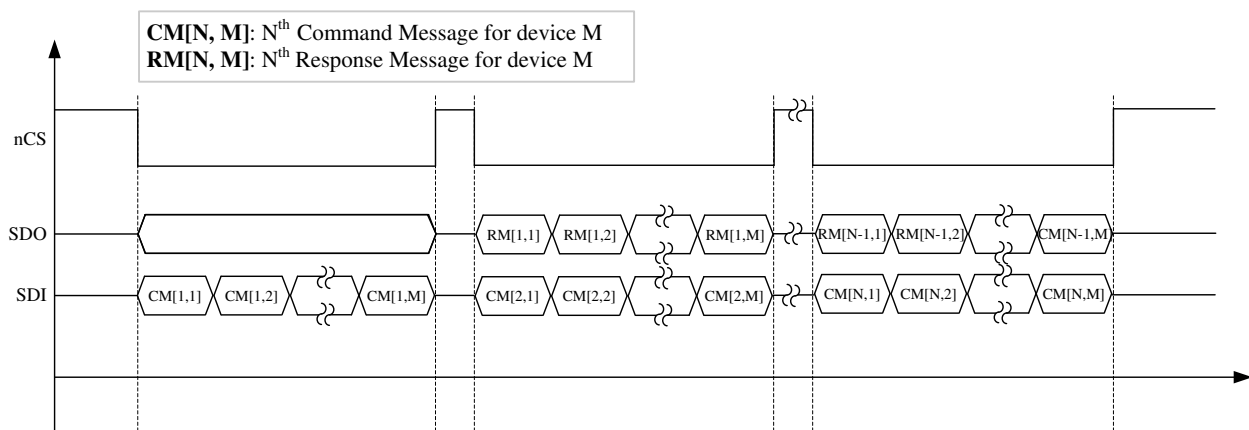 CM[N, M]: Nth Command Message for device M
RM[N, M]: Nth Response Message for device M
nCS
SDO
RM[1,1] RM[1,2] RM[1,M] RM[N-1,1] RM[N-1,2] CM[N-1,M]
SDI
CM[1,1] CM[1,2] CM[1,M] CM[2,1] CM[2,2] CM[2,M] CM[N,1] CM[N,2] CM[N,M]